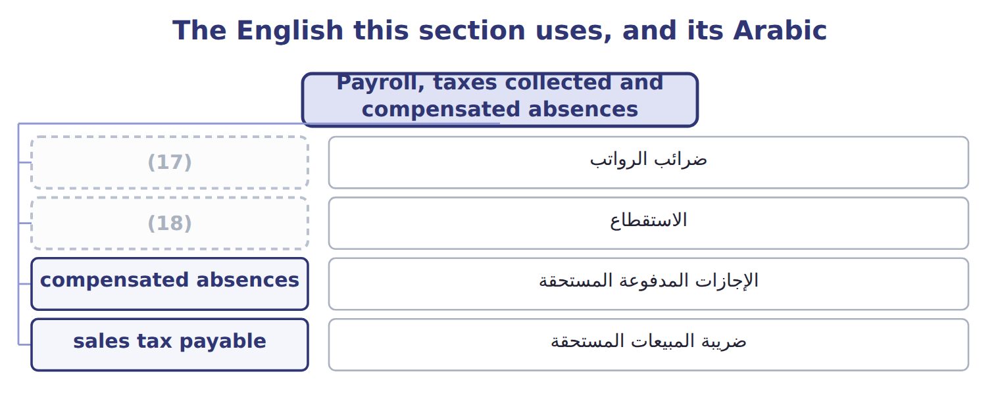 The English this section uses, and its Arabic
Payroll, taxes collected and
compensated absences
(17)
ضرائب الرواتب
(18)
الاستقطاع
compensated absences
الإجازات المدفوعة المستحقة
sales tax payable
ضريبة المبيعات المستحقة